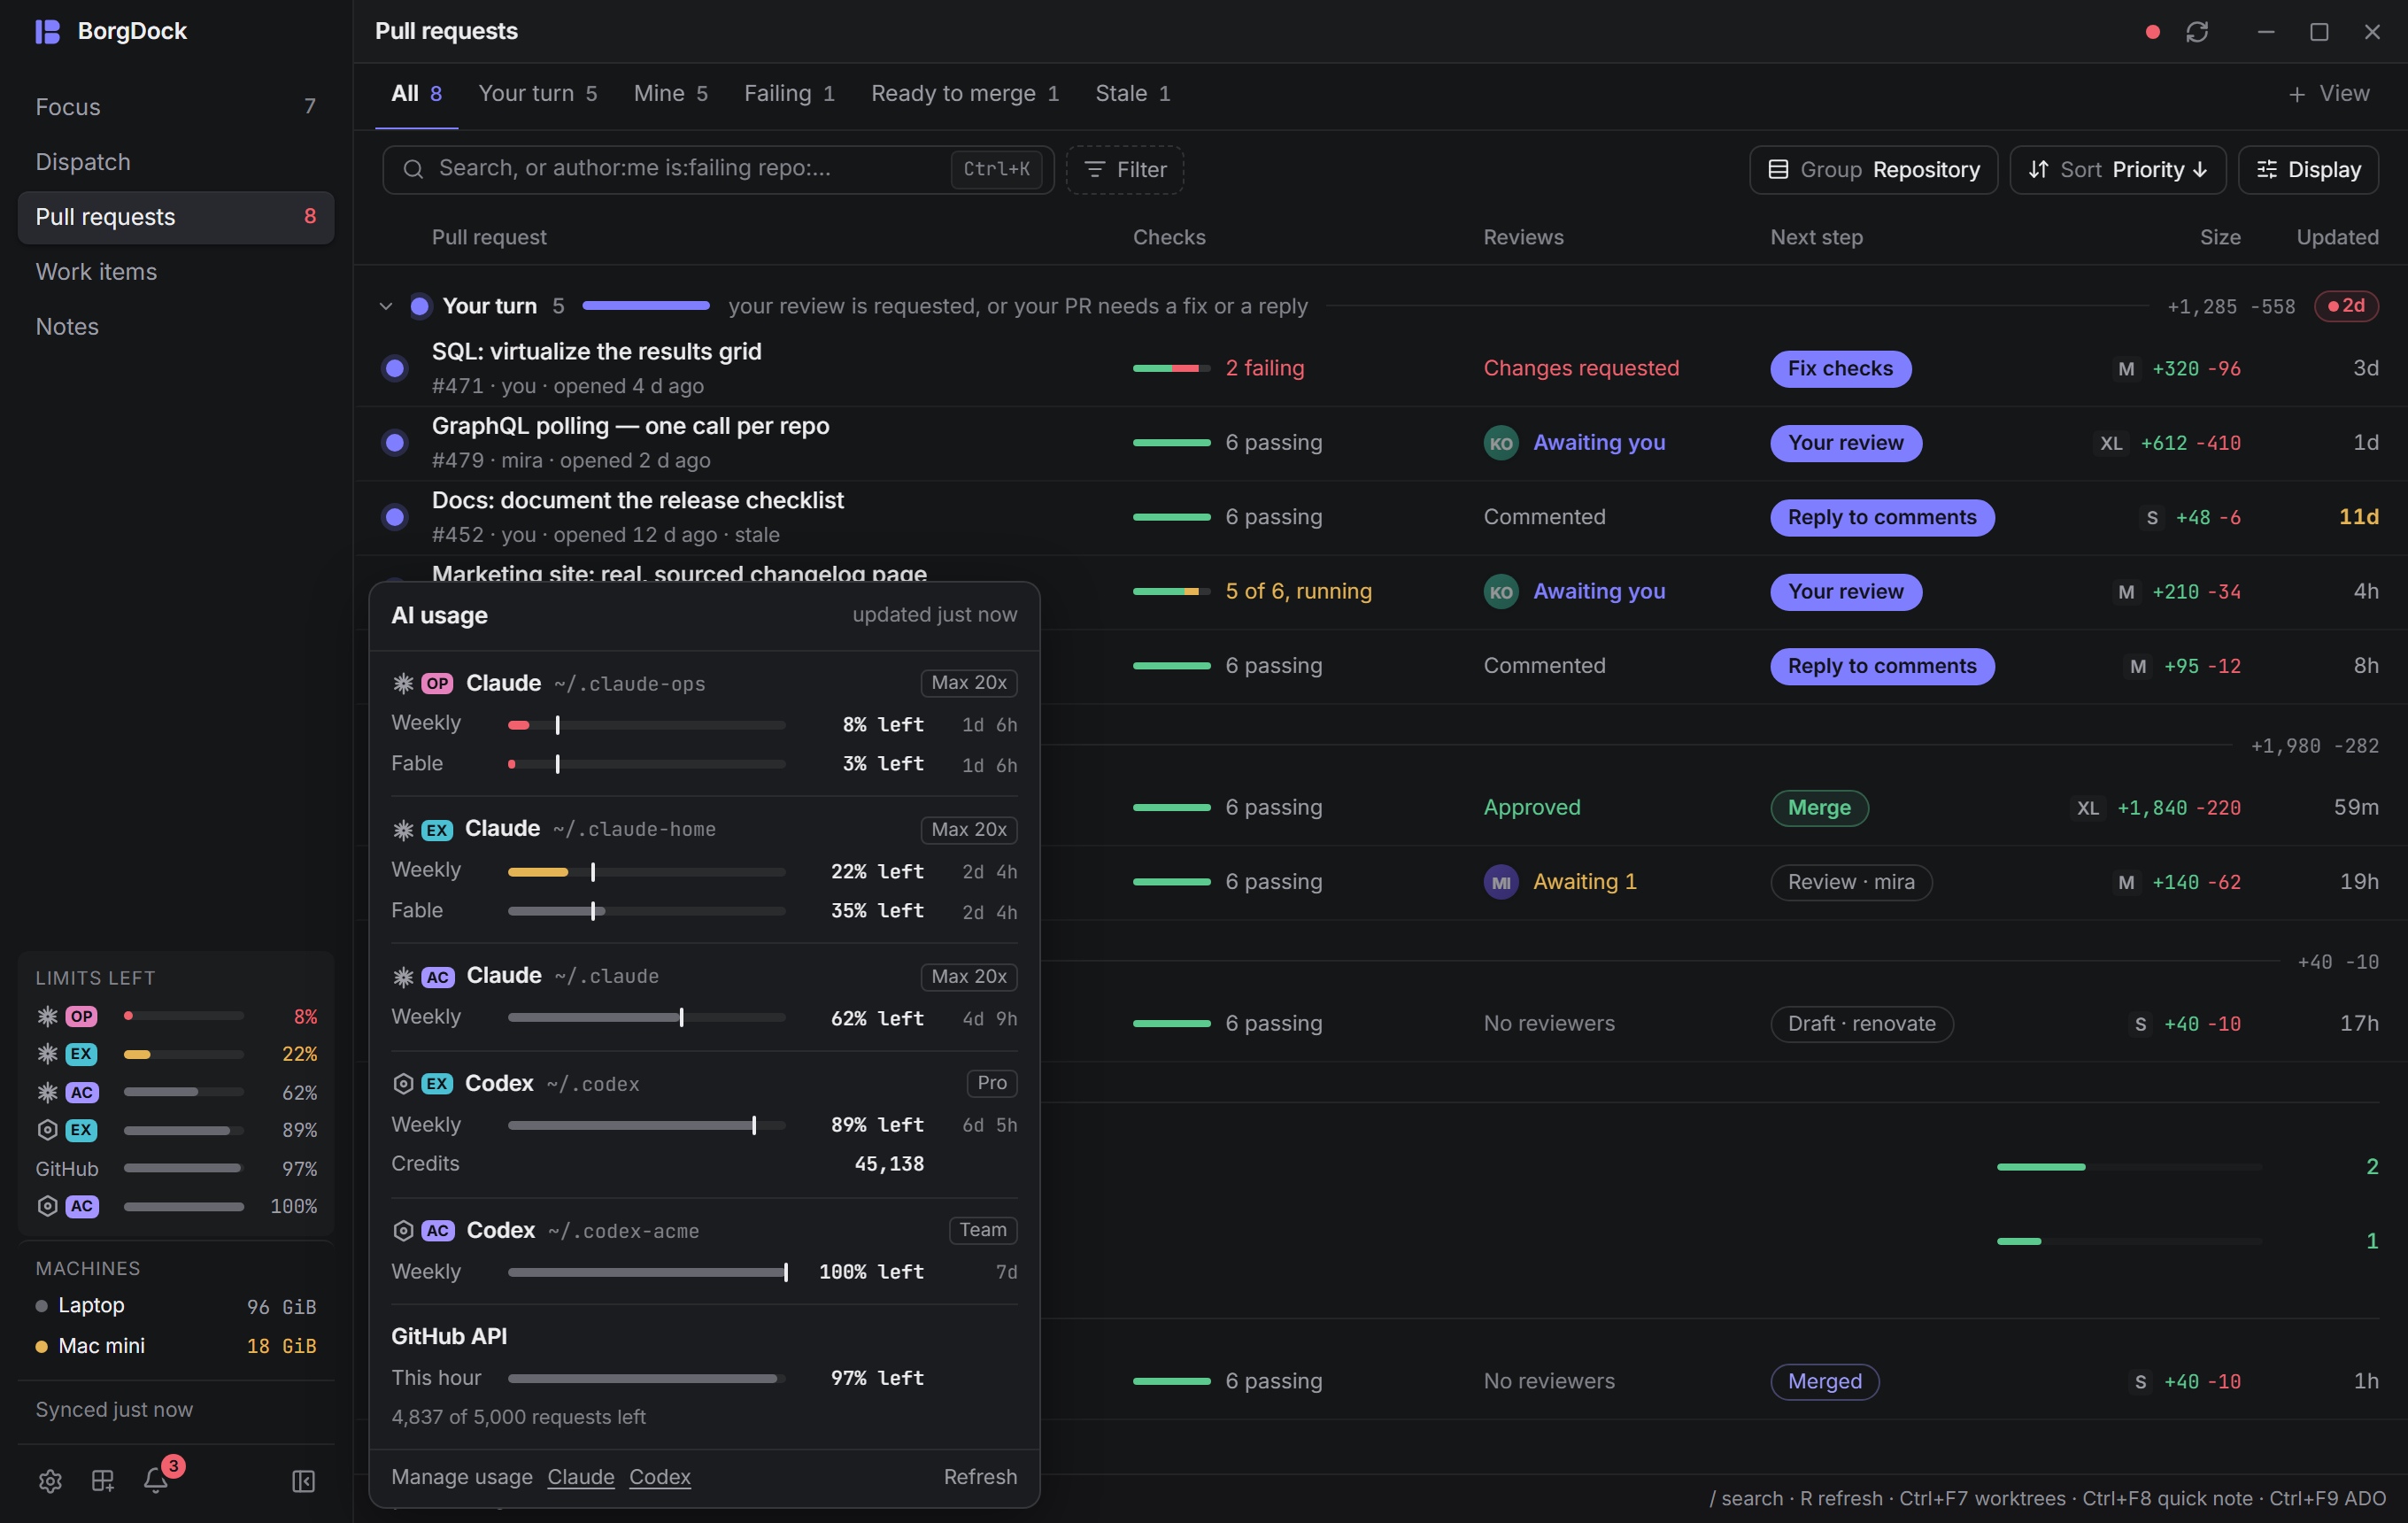 BorgDock
Focus 7
Dispatch
Pull requests 8
Work items
Notes
LIMITS LEFT
OP 8%
EX 22%
AC 62%
EX 89%
GitHub 97%
AC 100%
MACHINES
Laptop 96 GiB
Mac mini 18 GiB
Synced just now
3
Pull requests
All 8 Your turn 5 Mine 5 Failing 1 Ready to merge 1 Stale 1 + View
Search, or author:me is:failing repo:... Ctrl+K Filter Group Repository Sort Priority ↓ Display
Pull request Checks Reviews Next step Size Updated
Your turn 5 your review is requested, or your PR needs a fix or a reply +1,285 -558 2d
SQL: virtualize the results grid
#471 · you · opened 4 d ago
2 failing Changes requested Fix checks M +320 -96 3d
GraphQL polling — one call per repo
#479 · mira · opened 2 d ago
6 passing KO Awaiting you Your review XL +612 -410 1d
Docs: document the release checklist
#452 · you · opened 12 d ago · stale
6 passing Commented Reply to comments S +48 -6 11d
Marketing site: real, sourced changelog page
5 of 6, running KO Awaiting you Your review M +210 -34 4h
6 passing Commented Reply to comments M +95 -12 8h
+1,980 -282
6 passing Approved Merge XL +1,840 -220 59m
6 passing MI Awaiting 1 Review · mira M +140 -62 19h
+40 -10
6 passing No reviewers Draft · renovate S +40 -10 17h
2
1
6 passing No reviewers Merged S +40 -10 1h
AI usage updated just now
OP Claude ~/.claude-ops Max 20x
Weekly 8% left 1d 6h
Fable 3% left 1d 6h
EX Claude ~/.claude-home Max 20x
Weekly 22% left 2d 4h
Fable 35% left 2d 4h
AC Claude ~/.claude Max 20x
Weekly 62% left 4d 9h
EX Codex ~/.codex Pro
Weekly 89% left 6d 5h
Credits 45,138
AC Codex ~/.codex-acme Team
Weekly 100% left 7d
GitHub API
This hour 97% left
4,837 of 5,000 requests left
Manage usage Claude Codex Refresh
/ search · R refresh · Ctrl+F7 worktrees · Ctrl+F8 quick note · Ctrl+F9 ADO